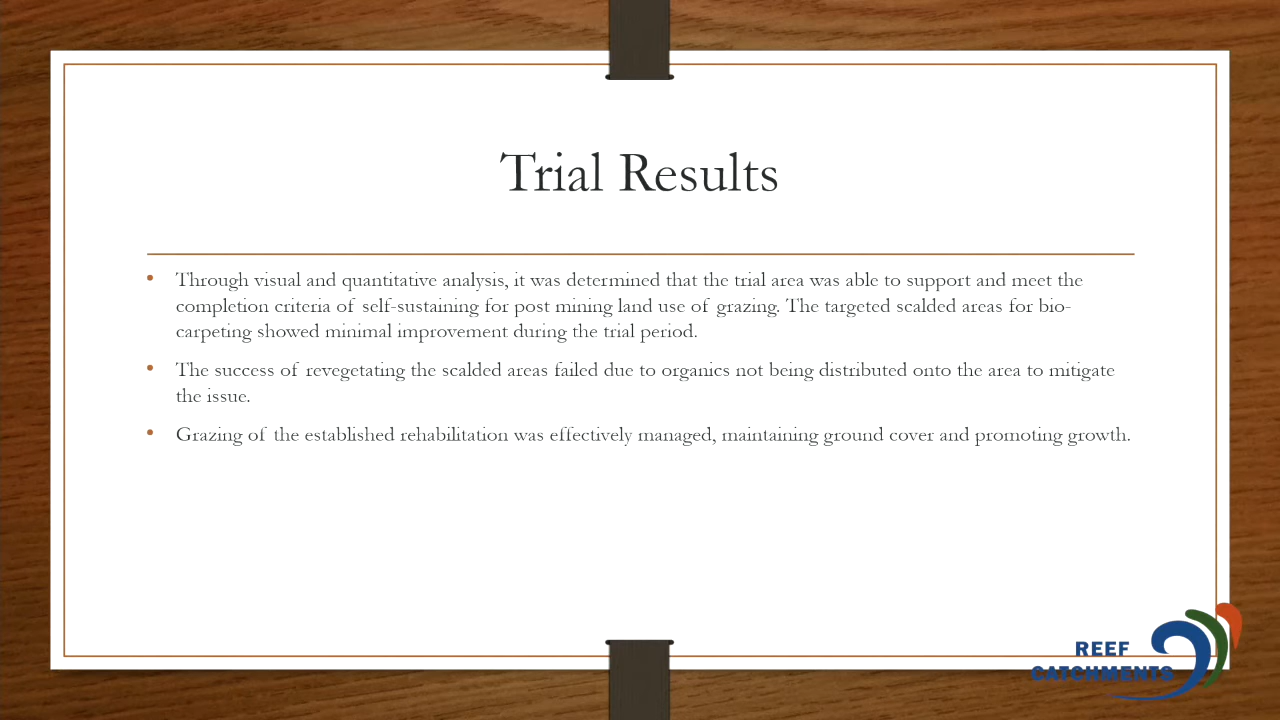 Trial Results
• Through visual and quantitative analysis, it was determined that the trial area was able to support and meet the
completion criteria of self-sustaining for post mining land use of grazing. The targeted scalded areas for bio-
carpeting showed minimal improvement during the trial period.
• The success of revegetating the scalded areas failed due to organics not being distributed onto the area to mitigate
the issue.
• Grazing of the established rehabilitation was effectively managed, maintaining ground cover and promoting growth.
REEF
CATCHMENTS